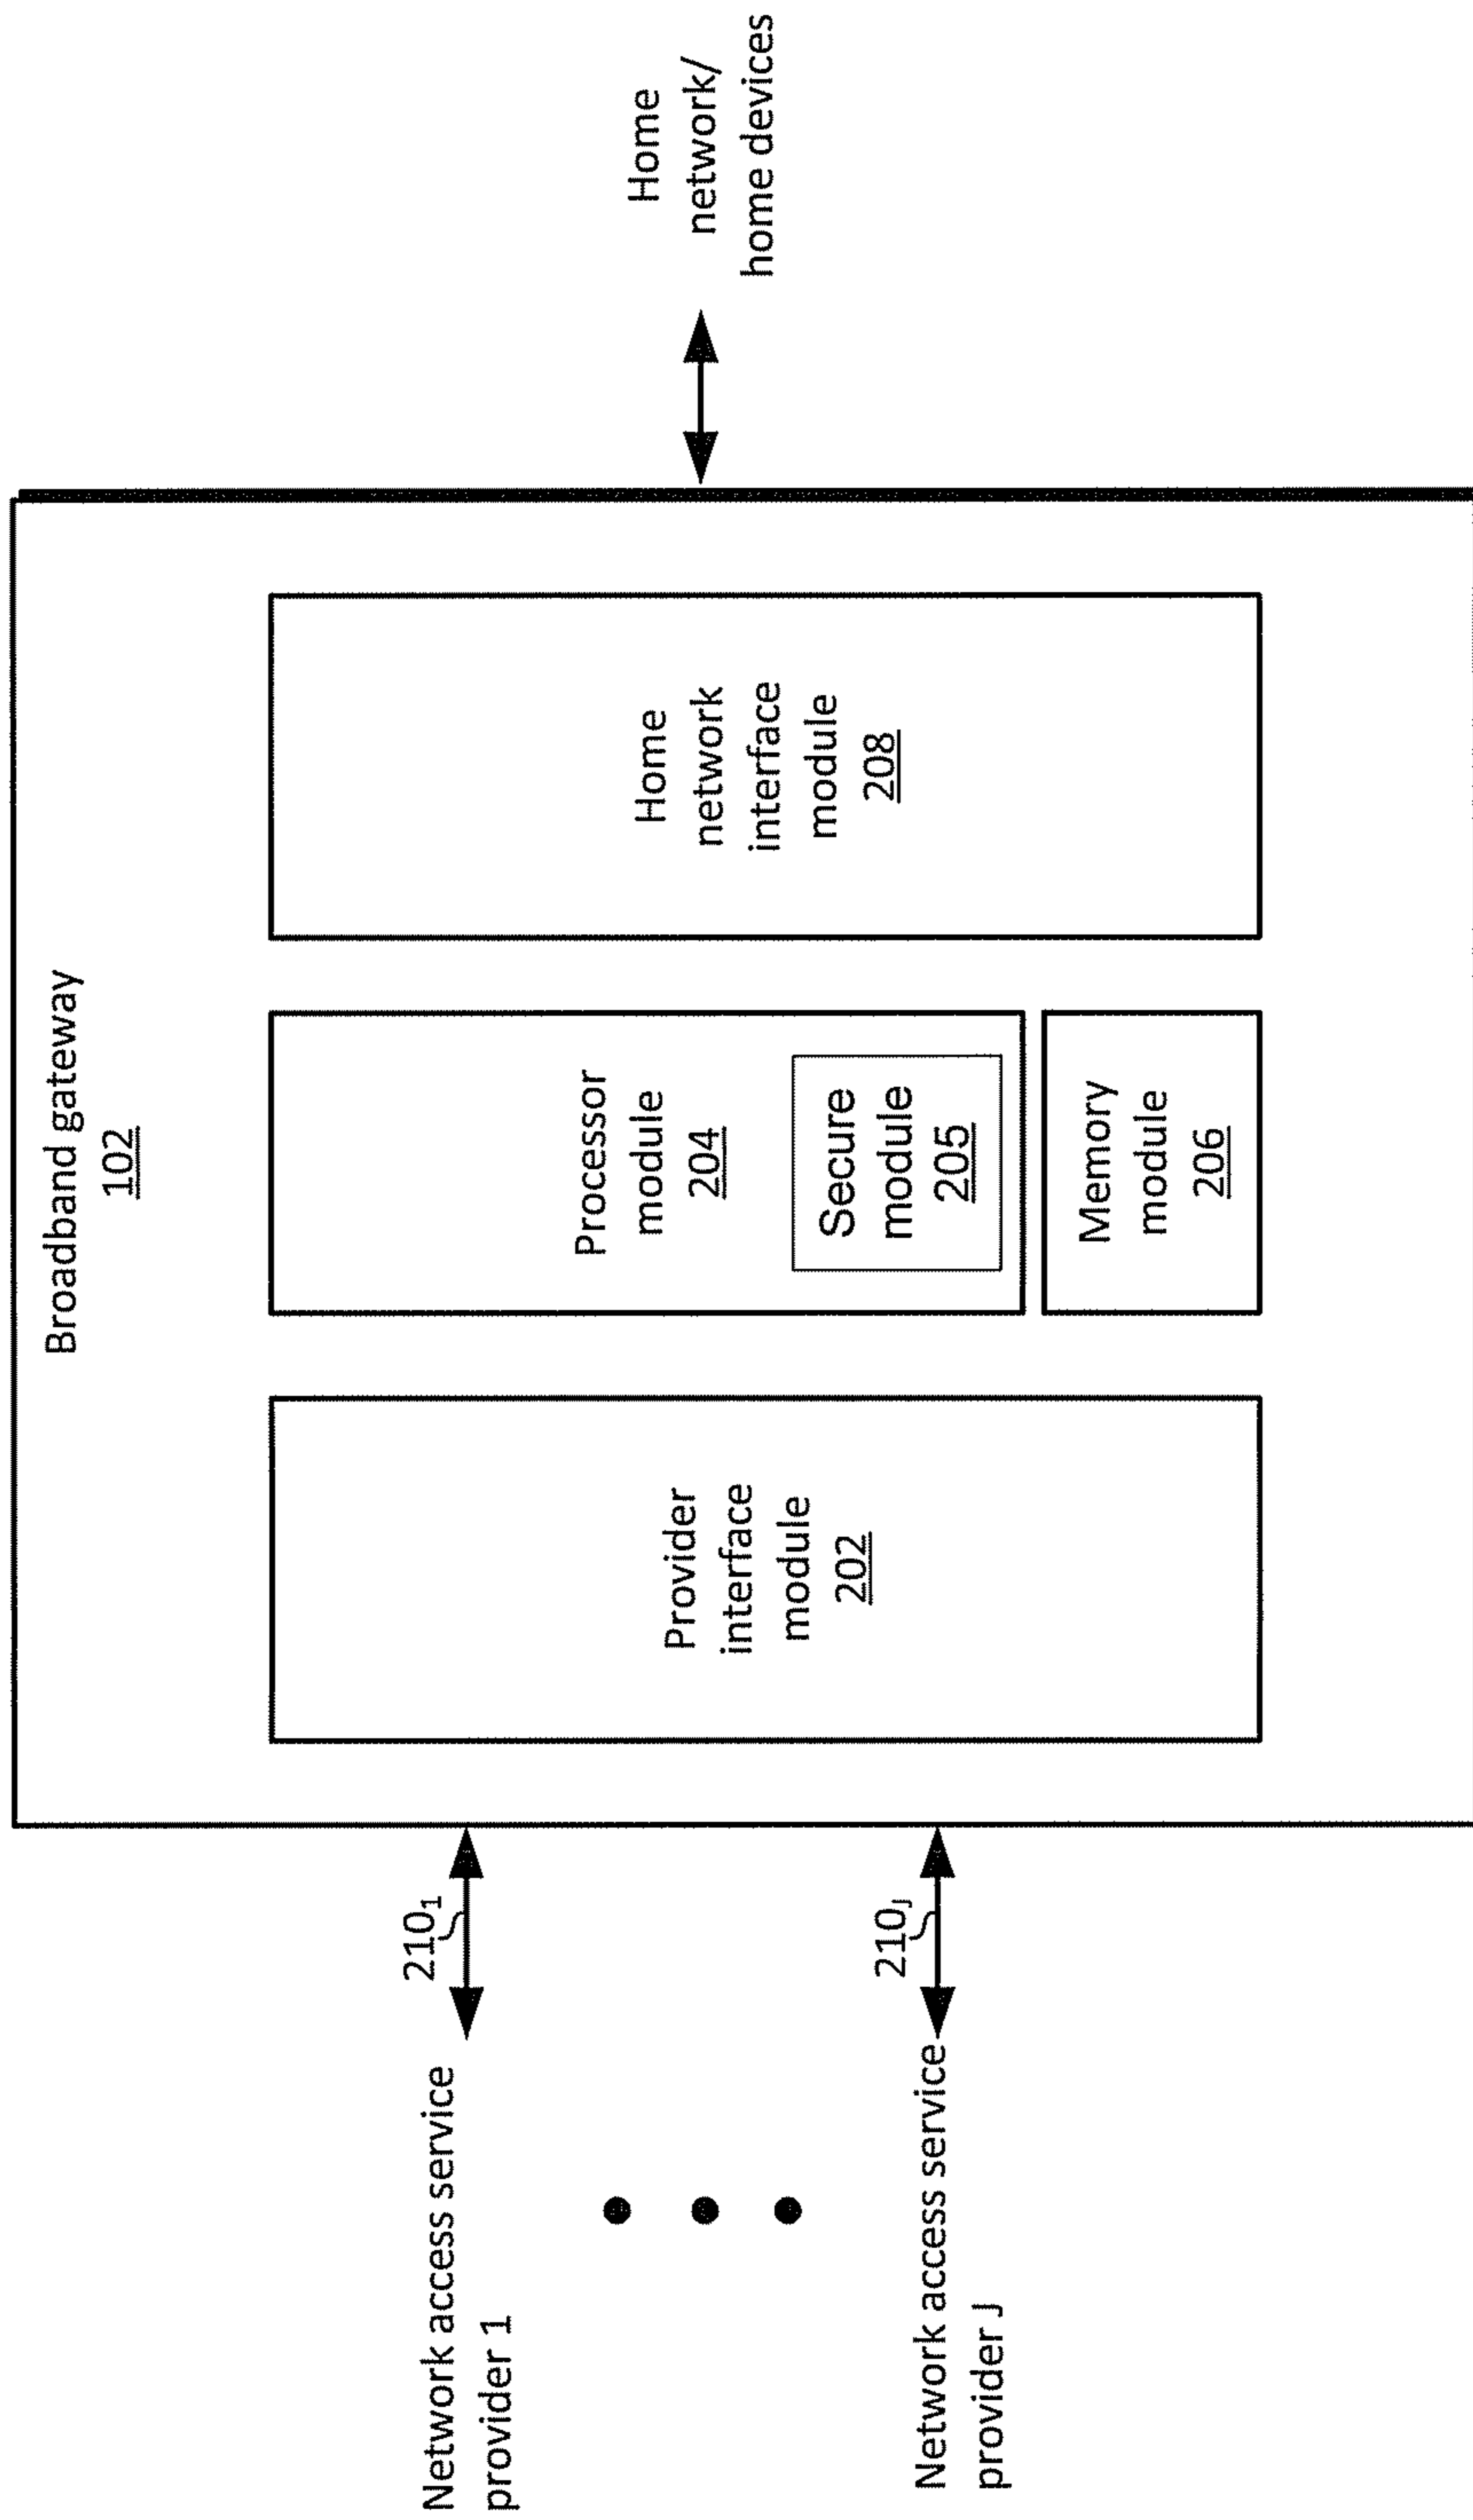 Broadband gateway
102
Network access service
provider 1
210₁
Network access service
provider J
210J
Provider
interface
module
202
Processor
module
204
Secure
module
205
Memory
module
206
Home
network
interface
module
208
Home
network/
home devices